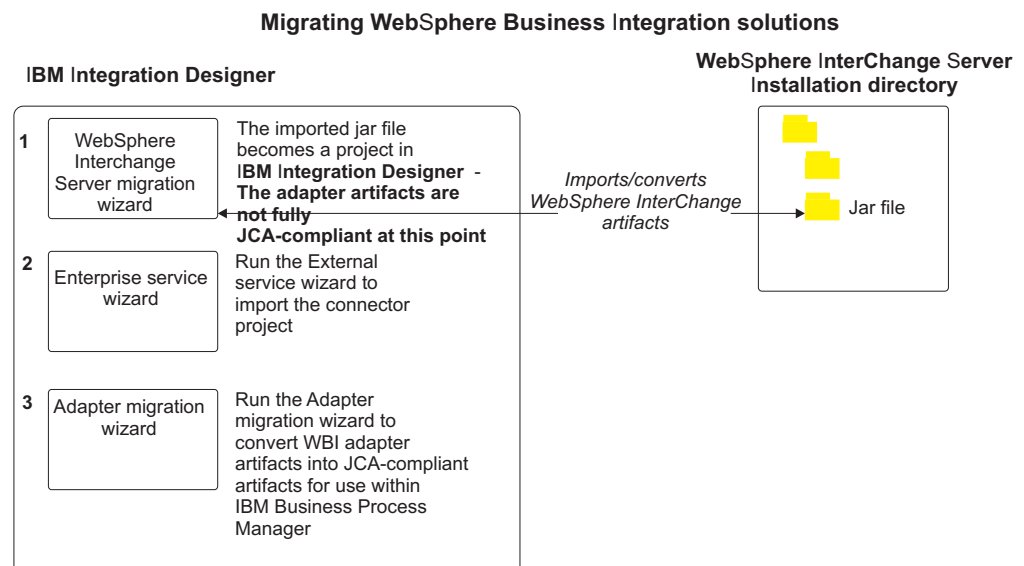 Migrating WebSphere Business Integration solutions
IBM Integration Designer
WebSphere InterChange Server
Installation directory
1
WebSphere
Interchange
Server migration
wizard
The imported jar file
becomes a project in
IBM Integration Designer -
The adapter artifacts are
not fully
JCA-compliant at this point
Imports/converts
WebSphere InterChange
artifacts
Jar file
2
Enterprise service
wizard
Run the External
service wizard to
import the connector
project
3
Adapter migration
wizard
Run the Adapter
migration wizard to
convert WBI adapter
artifacts into JCA-compliant
artifacts for use within
IBM Business Process
Manager